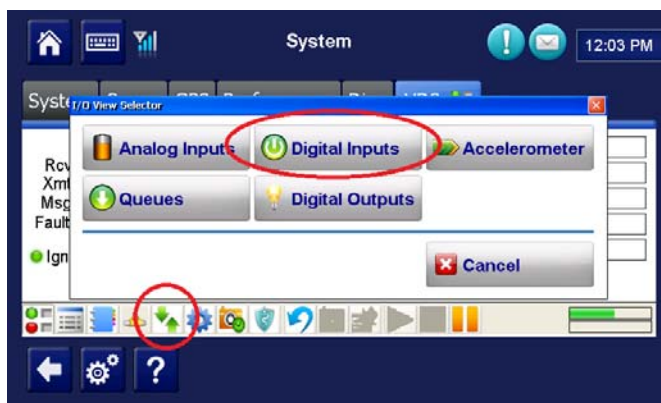 System
12:03 PM
Syste
I/O View Selector
Analog Inputs
Digital Inputs
Accelerometer
Rcv
Xmt
Msg
Fault
Queues
Digital Outputs
Ign
Cancel
?